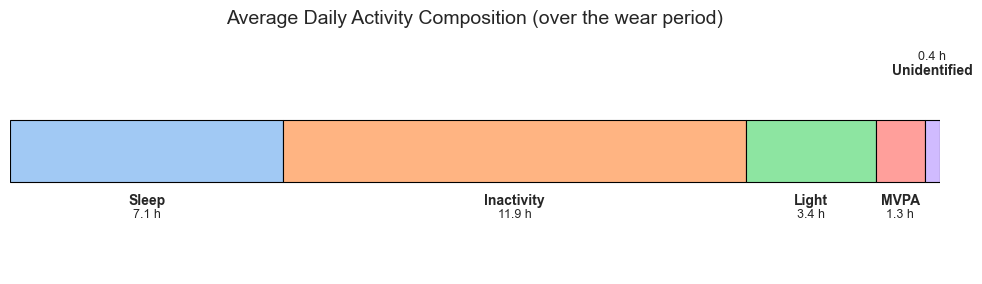 Average Daily Activity Composition (over the wear period)
0.4 h
Unidentified
Sleep
7.1 h
Inactivity
11.9 h
Light
3.4 h
MVPA
1.3 h